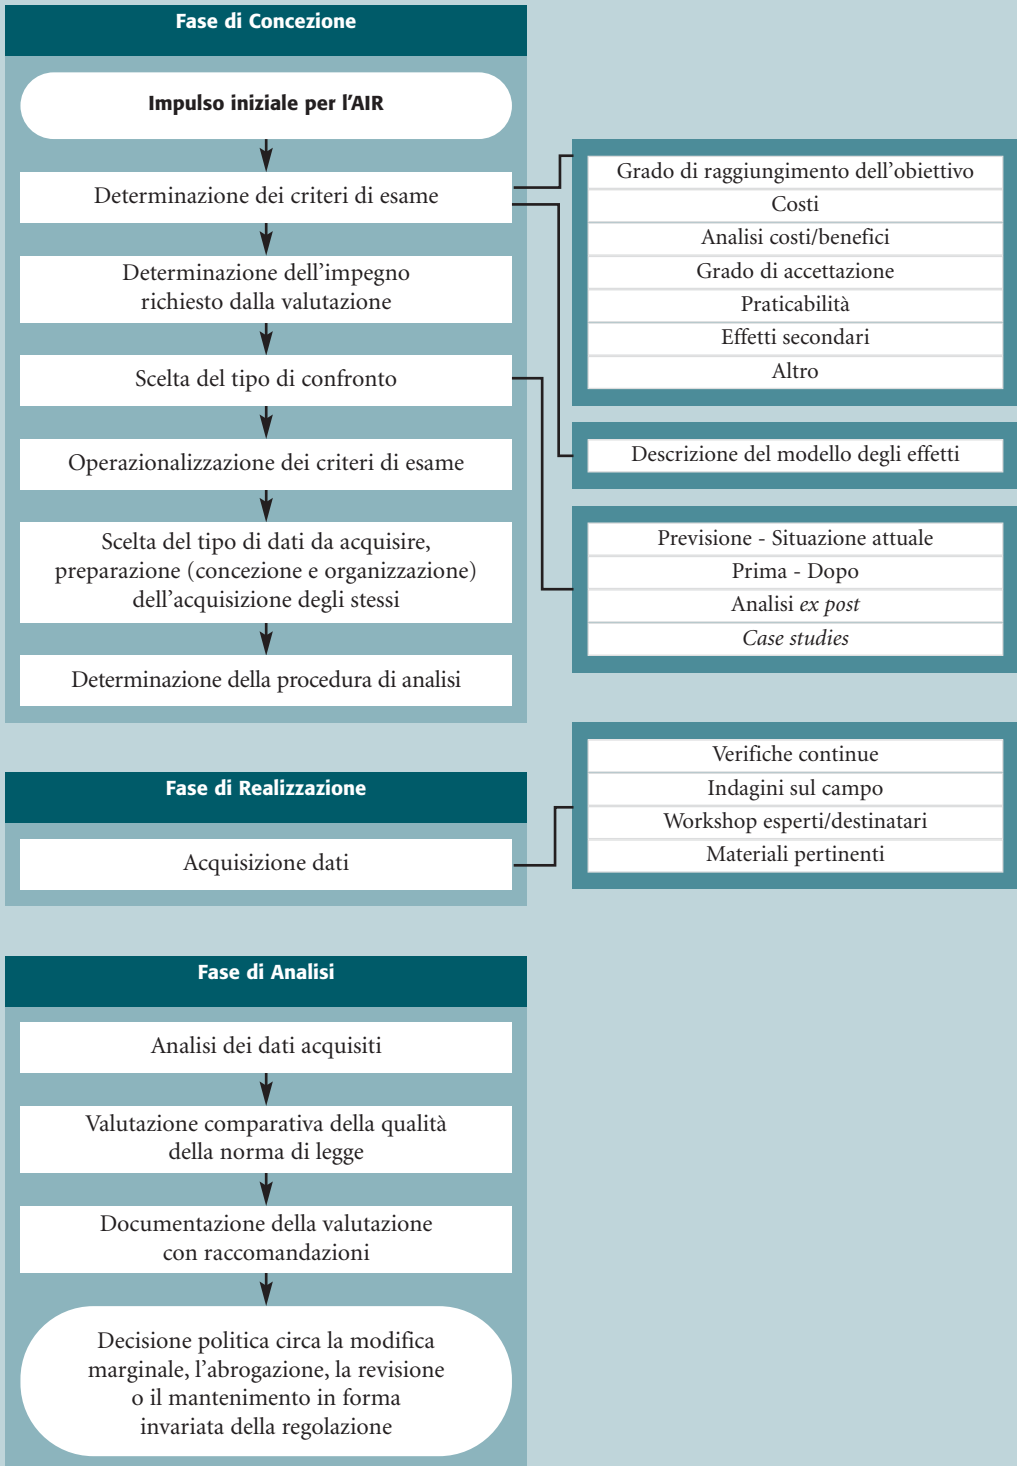 Fase di Concezione
Impulso iniziale per l'AIR
Determinazione dei criteri di esame
Determinazione dell'impegno
richiesto dalla valutazione
Scelta del tipo di confronto
Operazionalizzazione dei criteri di esame
Scelta del tipo di dati da acquisire,
preparazione (concezione e organizzazione)
dell'acquisizione degli stessi
Determinazione della procedura di analisi
Grado di raggiungimento dell'obiettivo
Costi
Analisi costi/benefici
Grado di accettazione
Praticabilità
Effetti secondari
Altro
Descrizione del modello degli effetti
Previsione - Situazione attuale
Prima - Dopo
Analisi ex post
Case studies
Fase di Realizzazione
Acquisizione dati
Verifiche continue
Indagini sul campo
Workshop esperti/destinatari
Materiali pertinenti
Fase di Analisi
Analisi dei dati acquisiti
Valutazione comparativa della qualità
della norma di legge
Documentazione della valutazione
con raccomandazioni
Decisione politica circa la modifica
marginale, l'abrogazione, la revisione
o il mantenimento in forma
invariata della regolazione